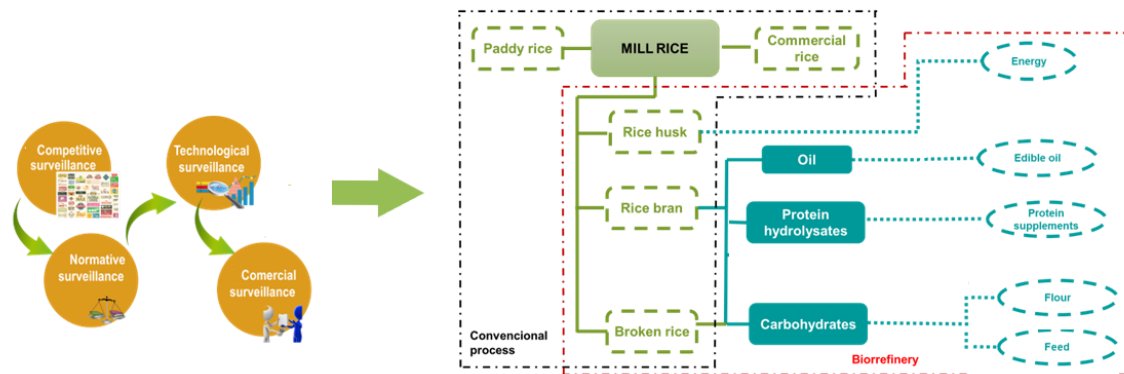 Competitive
surveillance
Normative
surveillance
Technological
surveillance
Comercial
surveillance
Paddy rice
MILL RICE
Commercial
rice
Energy
Rice husk
Oil
Edible oil
Rice bran
Protein
hydrolysates
Protein
supplements
Broken rice
Carbohydrates
Flour
Feed
Convencional
process
Biorrefinery